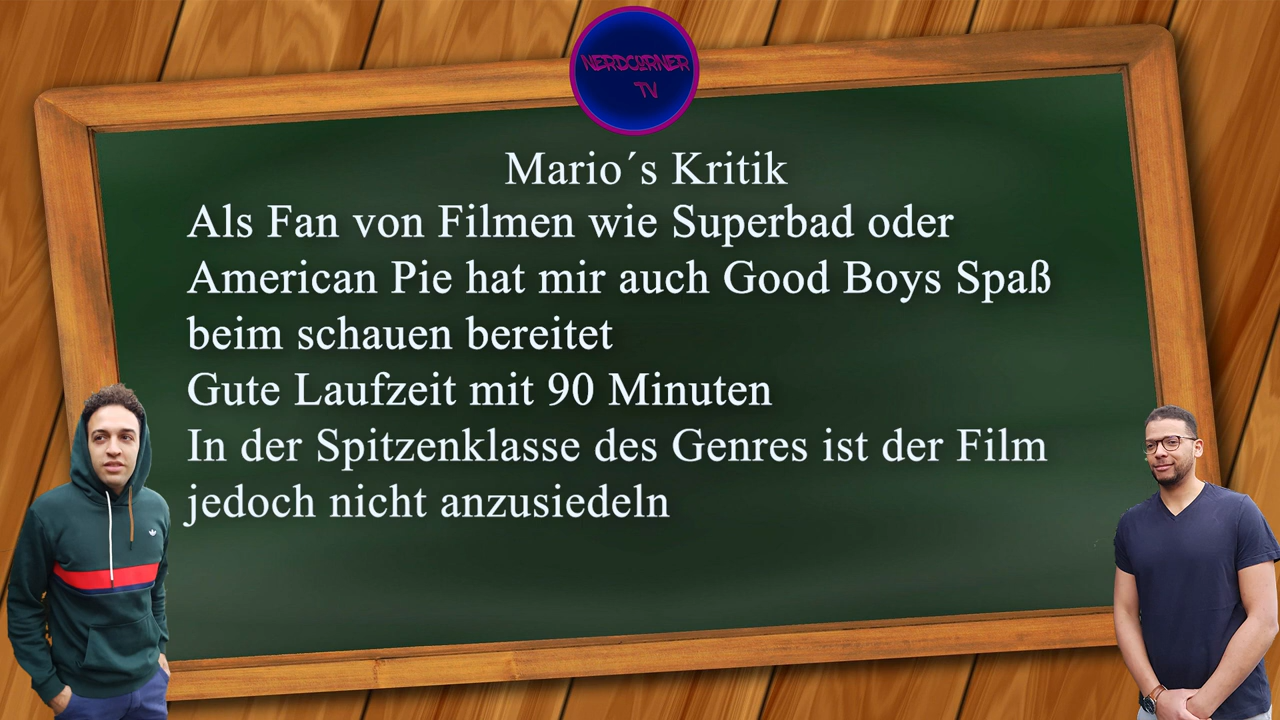 NERDCORNER
TV
Mario´s Kritik
Als Fan von Filmen wie Superbad oder
American Pie hat mir auch Good Boys Spaß
beim schauen bereitet
Gute Laufzeit mit 90 Minuten
In der Spitzenklasse des Genres ist der Film
jedoch nicht anzusiedeln